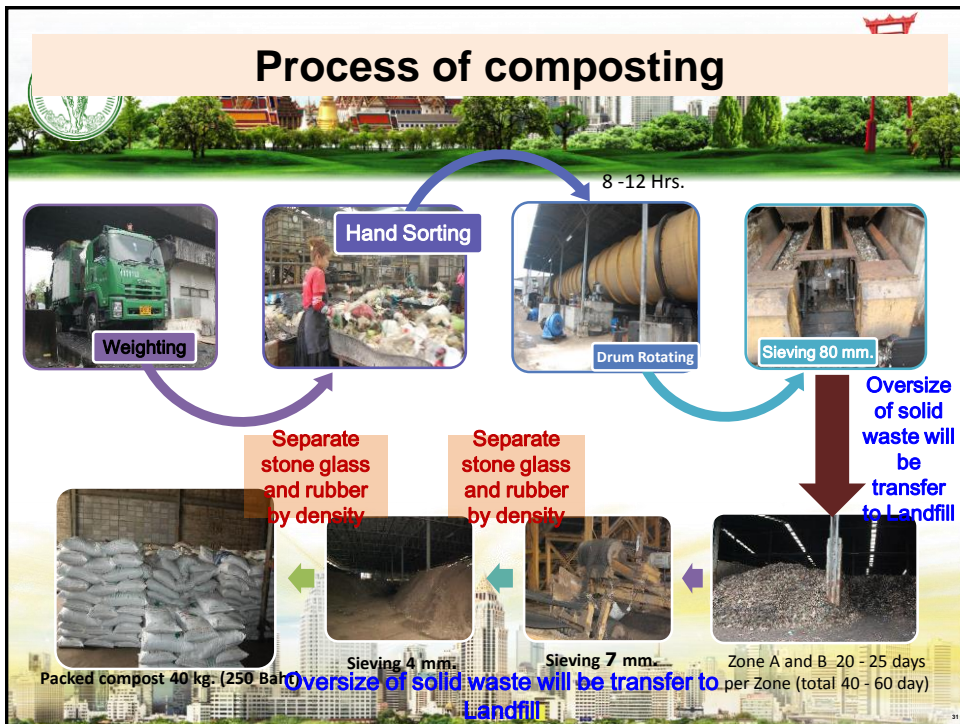 Process of composting
8 -12 Hrs.
Hand Sorting
Weighting
Drum Rotating
Sieving 80 mm.
Oversize
of solid
waste will
be
transfer
to Landfill
Separate
stone glass
and rubber
by density
Separate
stone glass
and rubber
by density
Packed compost 40 kg. (250 Baht)
Sieving 4 mm.
Sieving 7 mm.
Zone A and B 20 - 25 days
per Zone (total 40 - 60 day)
Oversize of solid waste will be transfer to
Landfill
31